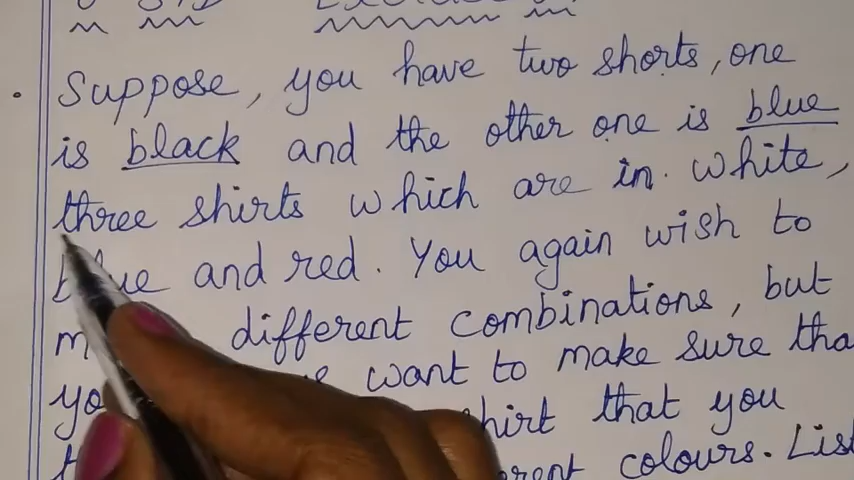 Suppose, you have two shorts, one
is black and the other one is blue
three shirts which are in. white,
blue and red. You again wish to
different combinations, but
want to make sure tha
shirt that you
colours. List